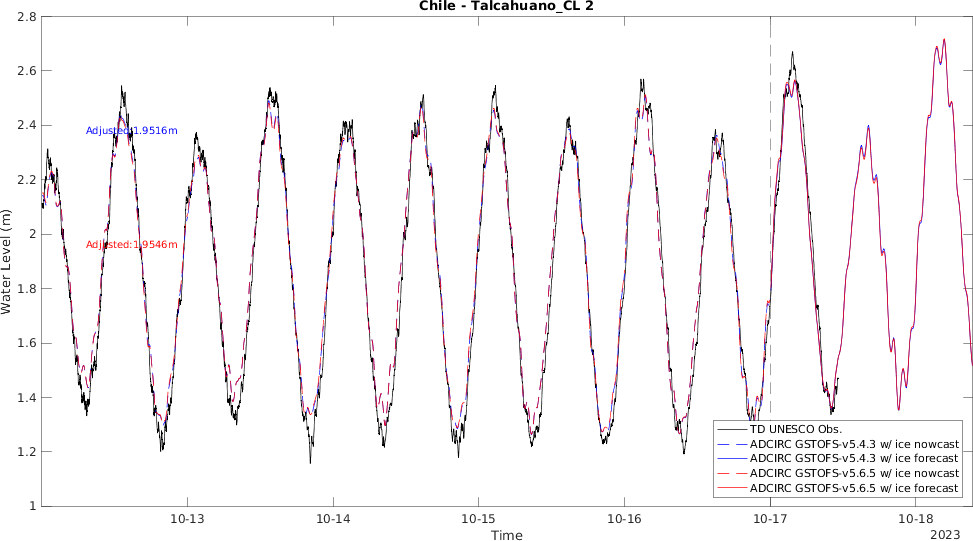 Chile - Talcahuano_CL 2
2.8
2.6
2.4
2.2
2
1.8
1.6
1.4
1.2
1
Water Level (m)
Adjusted:1.9516m
Adjusted:1.9546m
TD UNESCO Obs.
ADCIRC GSTOFS-v5.4.3 w/ ice nowcast
ADCIRC GSTOFS-v5.4.3 w/ ice forecast
ADCIRC GSTOFS-v5.6.5 w/ ice nowcast
ADCIRC GSTOFS-v5.6.5 w/ ice forecast
10-13 10-14 10-15 10-16 10-17 10-18
Time
2023